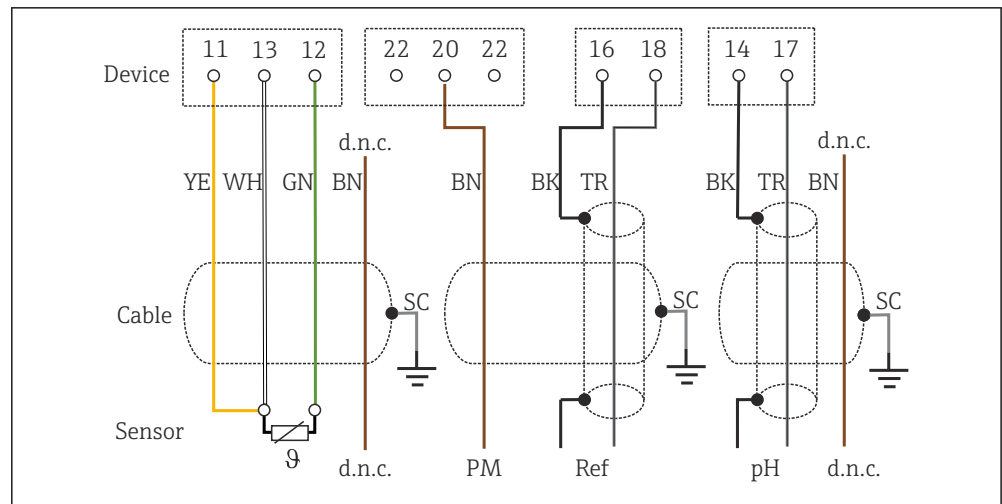 11 13 12 22 20 22 16 18 14 17
Device
d.n.c. d.n.c.
YE WH GN BN BN BK TR BK TR BN
SC SC SC
Cable
Sensor
ϑ d.n.c. PM Ref pH d.n.c.